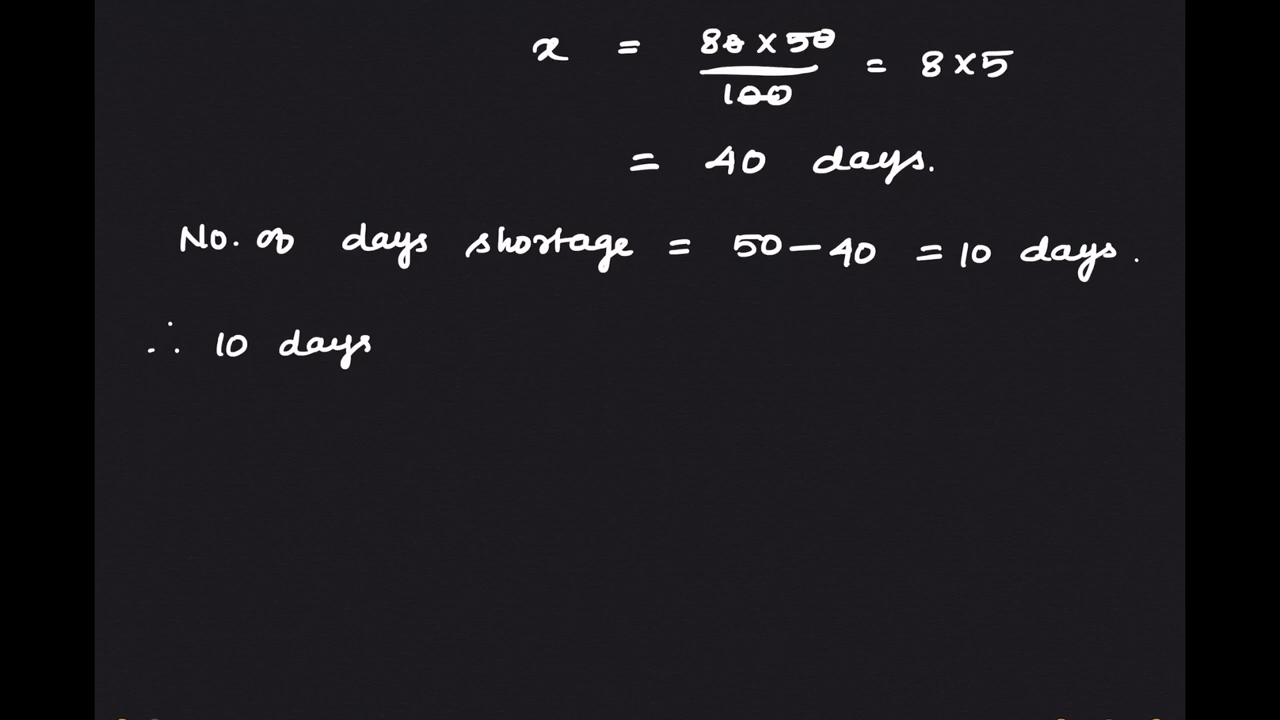 x = 80 × 50 / 100 = 8 × 5
= 40 days.
No. of days shortage = 50 – 40 = 10 days.
∴ 10 days